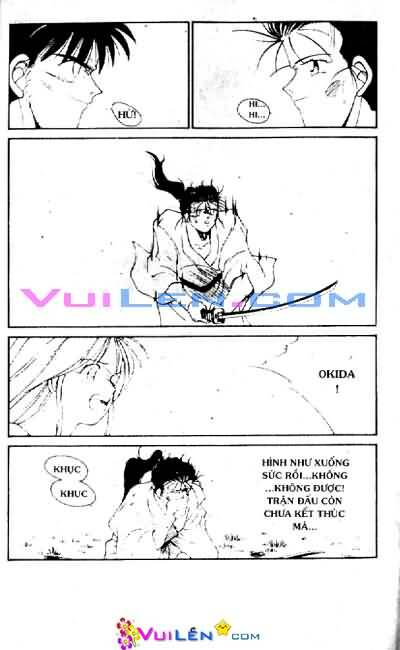 HỪ!
HI...
HI...
VuiLen.com
OKIDA
!
KHỤC
KHỤC
HÌNH NHƯ XUỐNG
SỨC RỒI...KHÔNG
...KHÔNG ĐƯỢC!
TRẬN ĐẤU CÒN
CHƯA KẾT THÚC
MÀ...
VuiLên.com